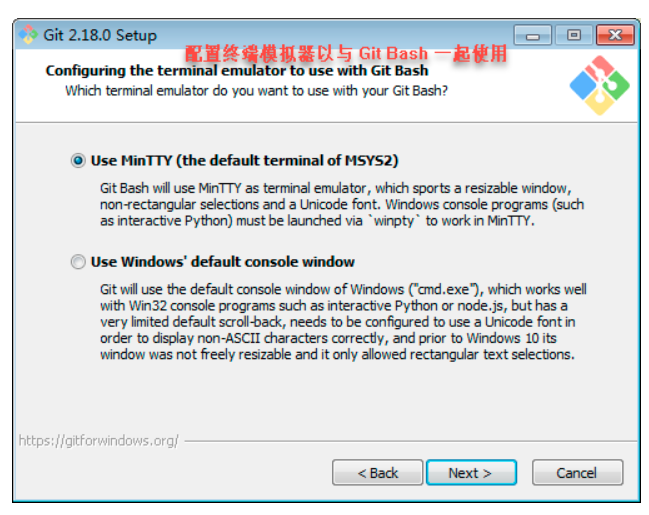 Git 2.18.0 Setup
配置终端模拟器以与 Git Bash 一起使用
Configuring the terminal emulator to use with Git Bash
Which terminal emulator do you want to use with your Git Bash?
Use MinTTY (the default terminal of MSYS2)
Git Bash will use MinTTY as terminal emulator, which sports a resizable window,
non-rectangular selections and a Unicode font. Windows console programs (such
as interactive Python) must be launched via `winpty` to work in MinTTY.
Use Windows' default console window
Git will use the default console window of Windows ("cmd.exe"), which works well
with Win32 console programs such as interactive Python or node.js, but has a
very limited default scroll-back, needs to be configured to use a Unicode font in
order to display non-ASCII characters correctly, and prior to Windows 10 its
window was not freely resizable and it only allowed rectangular text selections.
https://gitforwindows.org/
< Back
Next >
Cancel